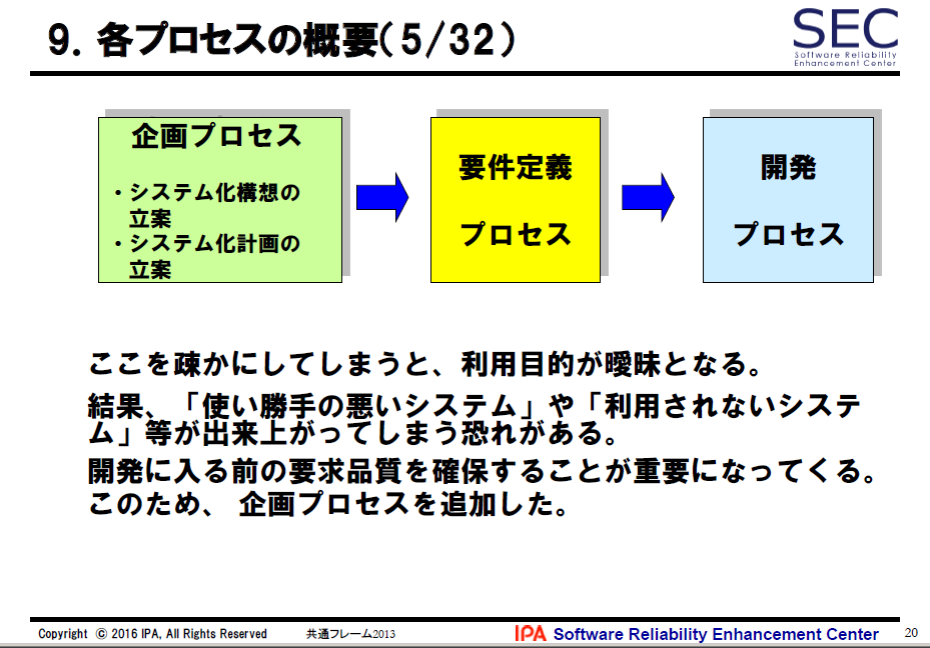 9. 各プロセスの概要(5/32)
SEC
Software Reliability
Enhancement Center
企画プロセス
・システム化構想の
立案
・システム化計画の
立案
要件定義
プロセス
開発
プロセス
ここを疎かにしてしまうと、利用目的が曖昧となる。
結果、「使い勝手の悪いシステム」や「利用されないシステ
ム」等が出来上がってしまう恐れがある。
開発に入る前の要求品質を確保することが重要になってくる。
このため、 企画プロセスを追加した。
Copyright © 2016 IPA, All Rights Reserved
共通フレーム2013
IPA Software Reliability Enhancement Center
20